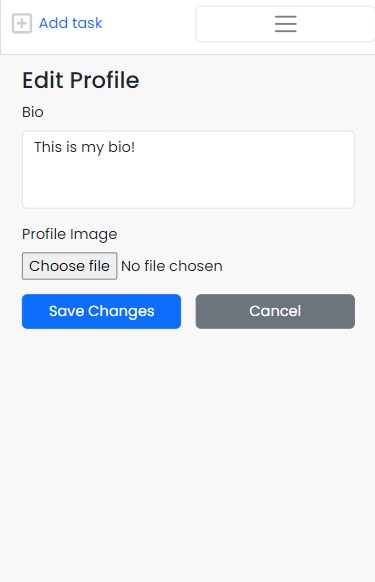 Add task
Edit Profile
Bio
This is my bio!
Profile Image
Choose file No file chosen
Save Changes Cancel